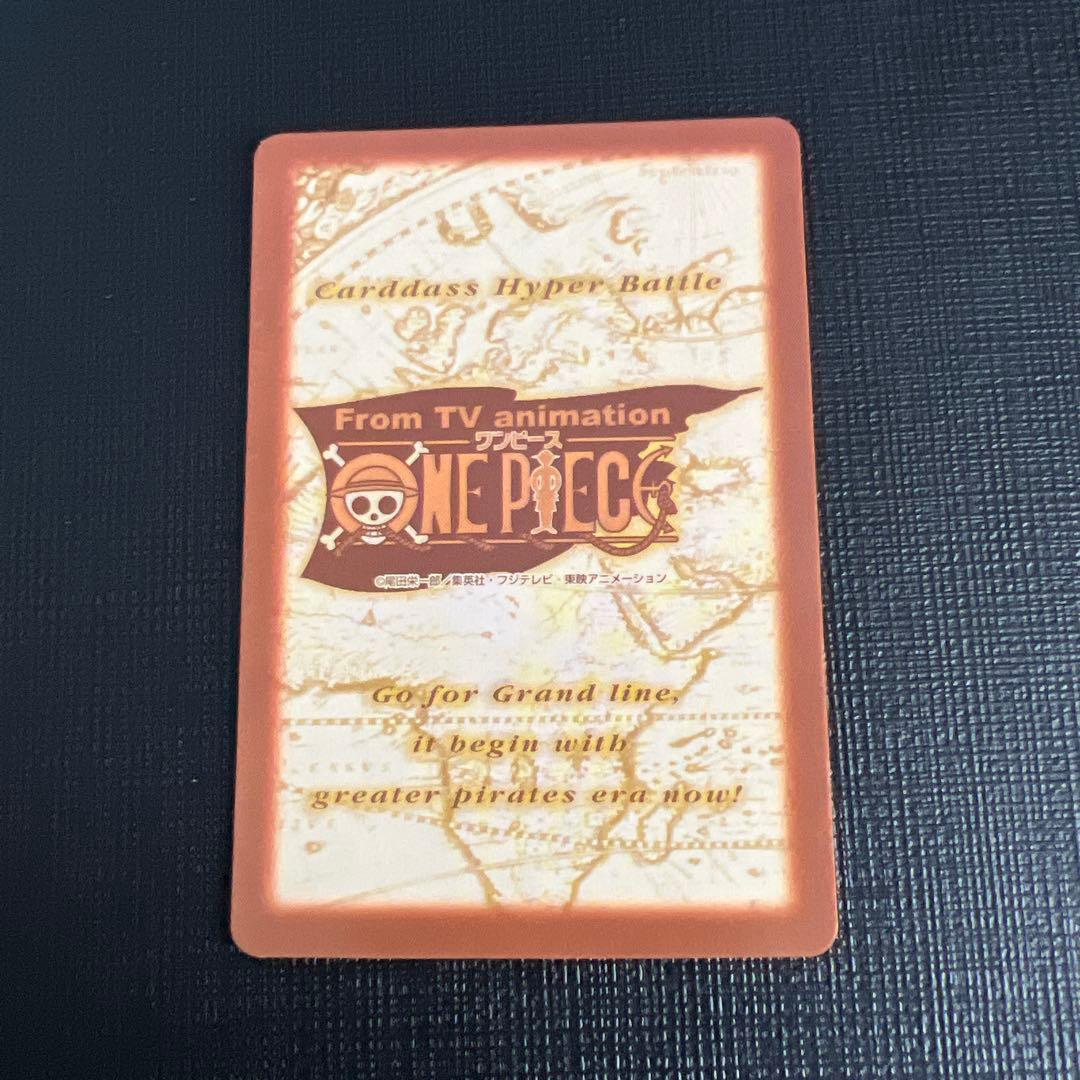 Carddass Hyper Battle
From TV animation
ワンピース
ONE PIECE
©尾田栄一郎／集英社・フジテレビ・東映アニメーション
Go for Grand line,
it begin with
greater pirates era now!